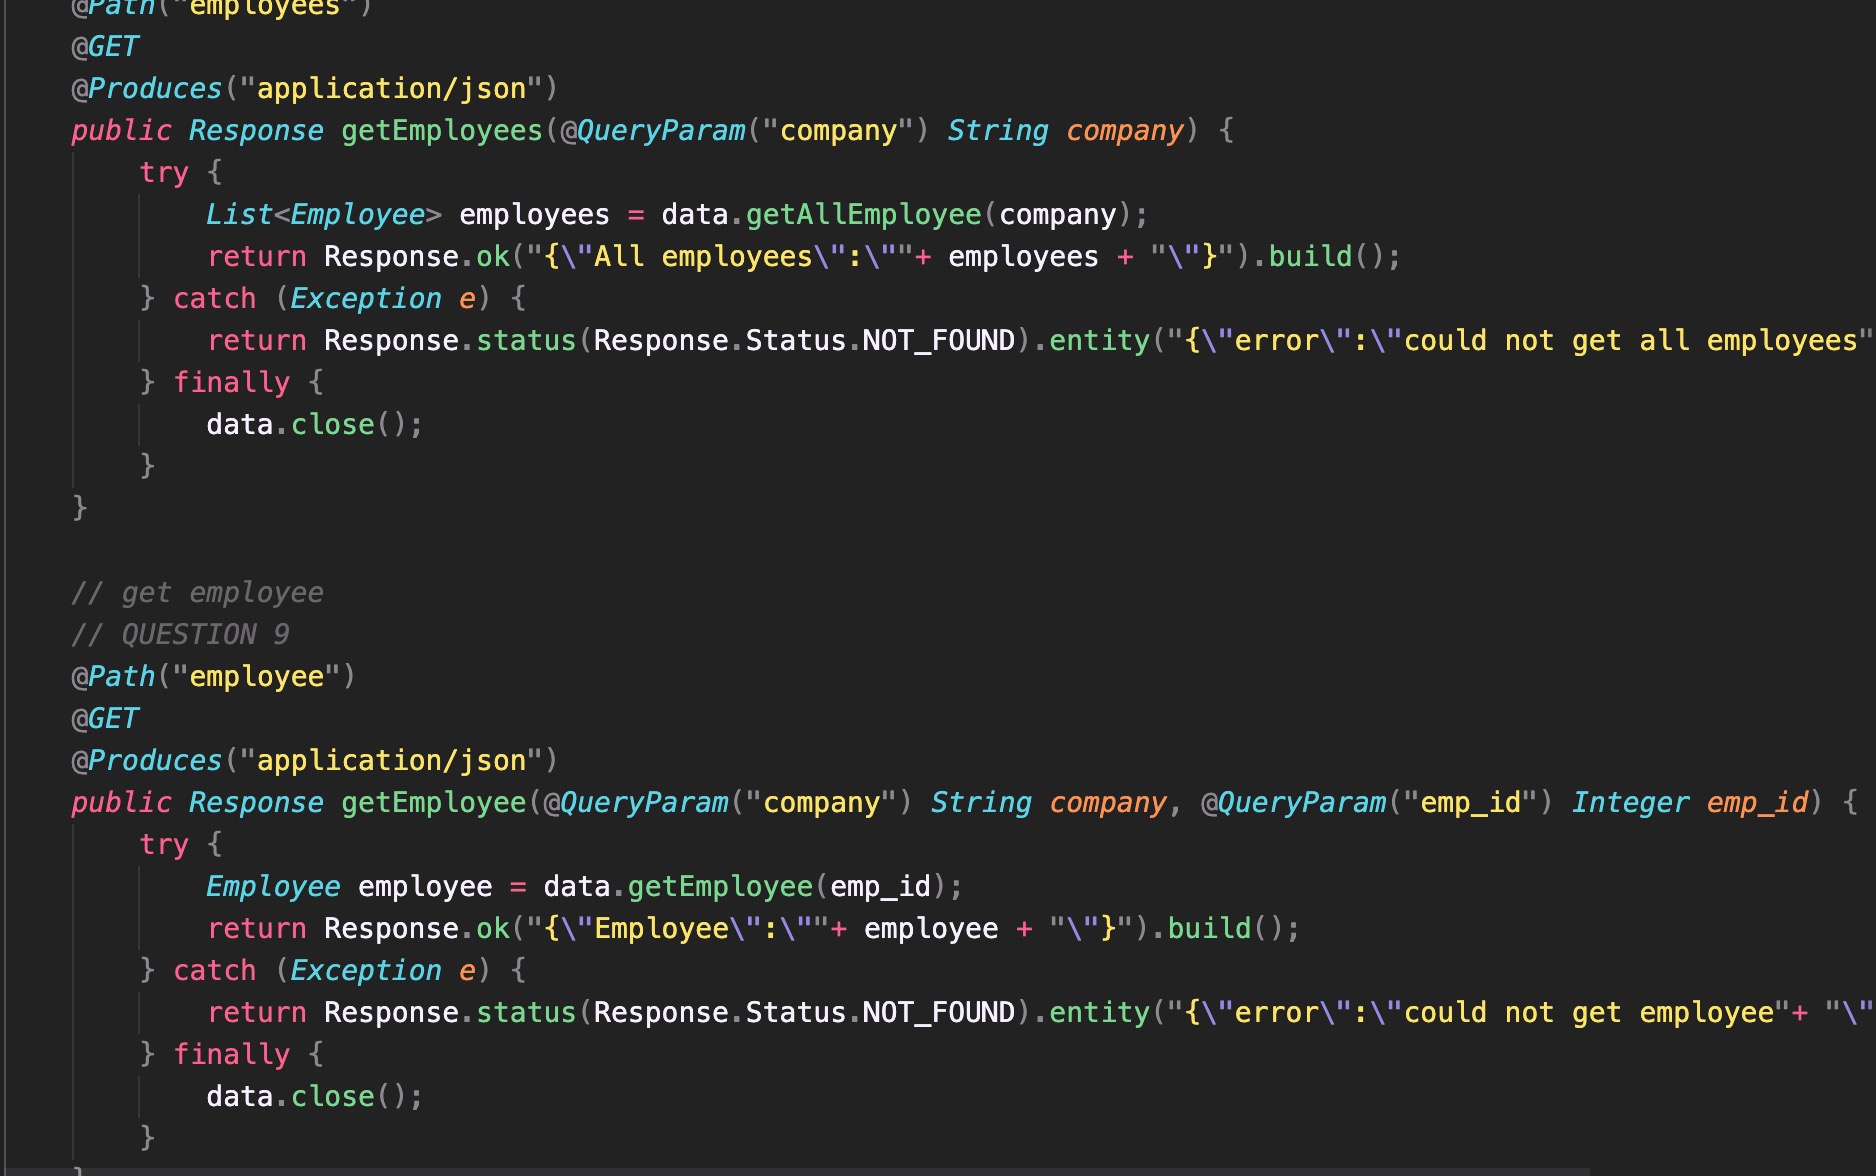 @Path("employees")
@GET
@Produces("application/json")
public Response getEmployees(@QueryParam("company") String company) {
try {
List<Employee> employees = data.getAllEmployee(company);
return Response.ok("{\"All employees\":\""+ employees + "\"}").build();
} catch (Exception e) {
return Response.status(Response.Status.NOT_FOUND).entity("{\"error\":\"could not get all employees"
} finally {
data.close();
}
}
// get employee
// QUESTION 9
@Path("employee")
@GET
@Produces("application/json")
public Response getEmployee(@QueryParam("company") String company, @QueryParam("emp_id") Integer emp_id) {
try {
Employee employee = data.getEmployee(emp_id);
return Response.ok("{\"Employee\":\""+ employee + "\"}").build();
} catch (Exception e) {
return Response.status(Response.Status.NOT_FOUND).entity("{\"error\":\"could not get employee"+ "\"
} finally {
data.close();
}
}